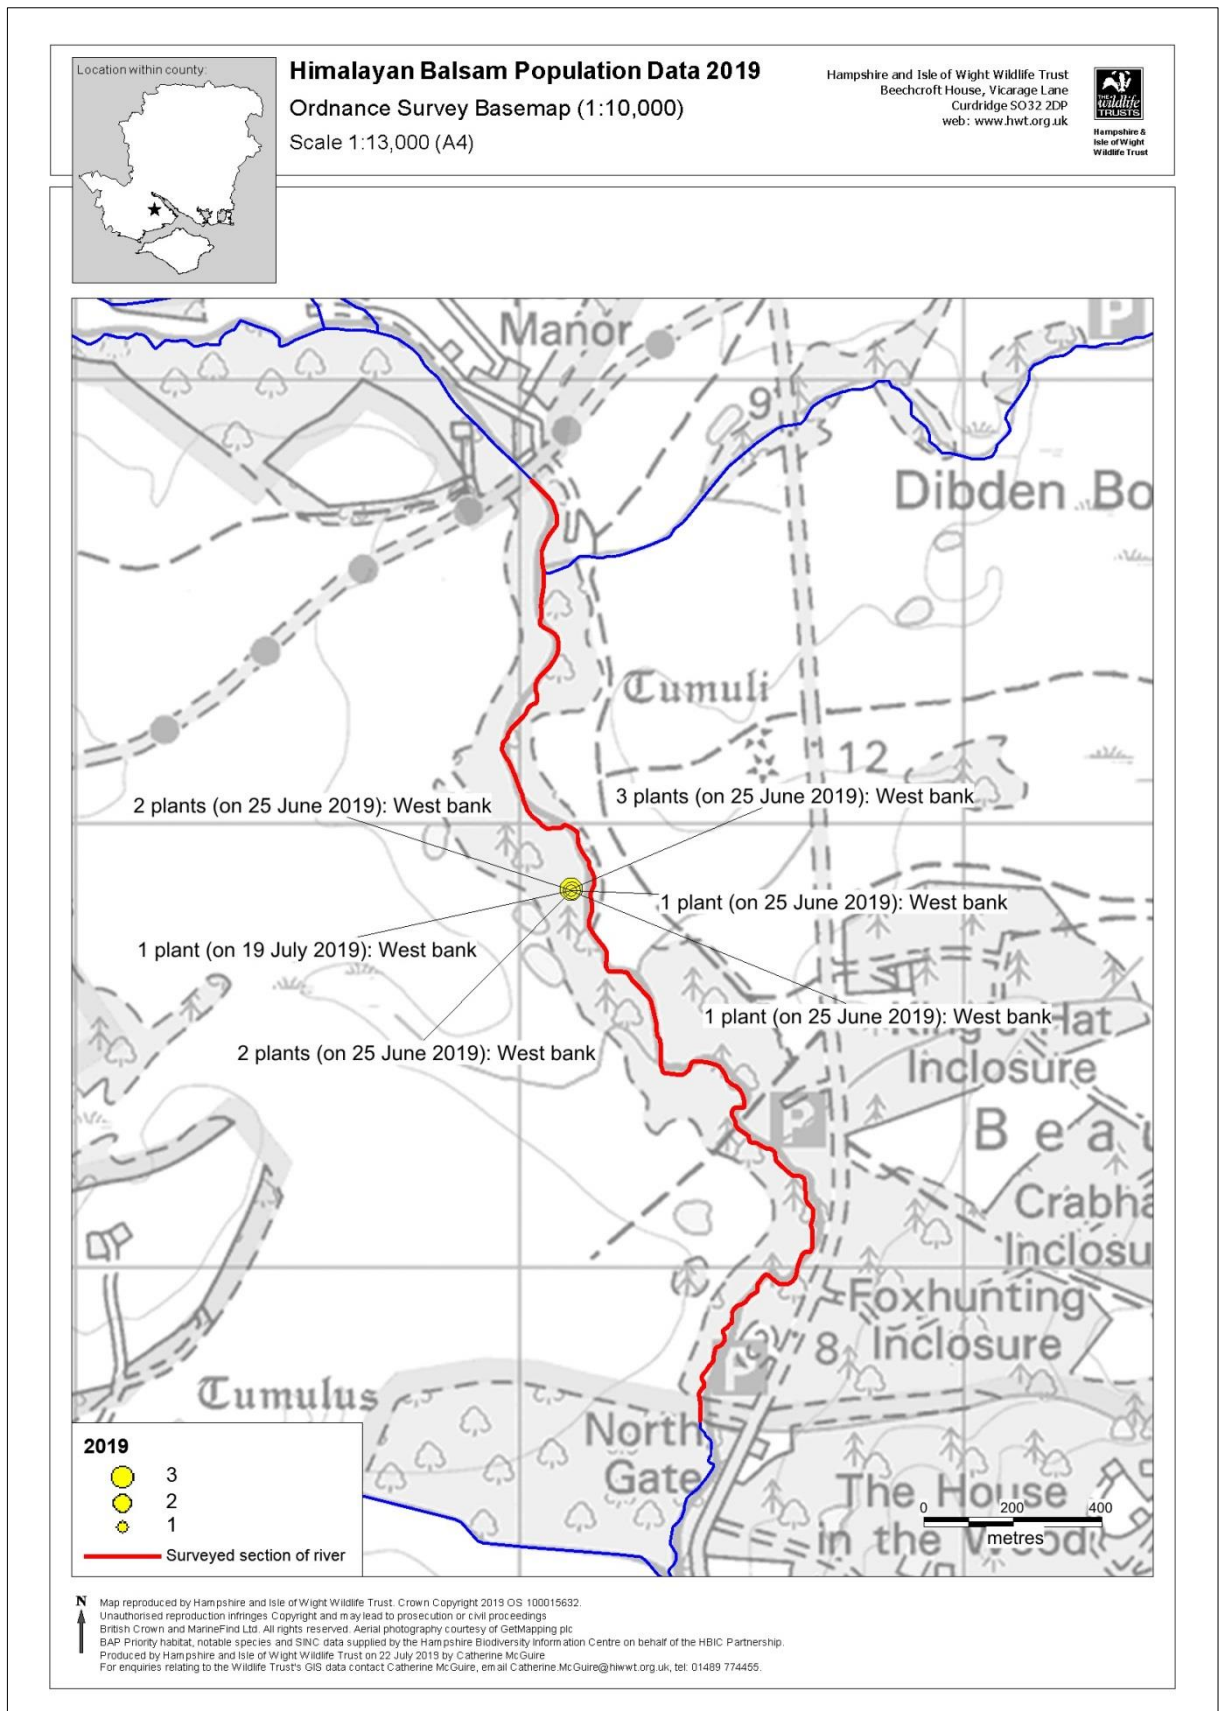 Location within county:
Himalayan Balsam Population Data 2019
Ordnance Survey Basemap (1:10,000)
Scale 1:13,000 (A4)
Hampshire and Isle of Wight Wildlife Trust
Beechcroft House, Vicarage Lane
Curdridge SO32 2DP
web: www.hwt.org.uk
THE
wildlife
TRUSTS
Hampshire &
Isle of Wight
Wildlife Trust
Manor
P
9
Dibden Bo
Tumuli
12
2 plants (on 25 June 2019): West bank
3 plants (on 25 June 2019): West bank
1 plant (on 25 June 2019): West bank
1 plant (on 19 July 2019): West bank
1 plant (on 25 June 2019): West bank
2 plants (on 25 June 2019): West bank
King's Hat
Inclosure
P
Beau
Crabha
Inclosu
Foxhunting
Inclosure
8
P
Tumulus
North
Gate
The House
in the Wood
2019
3
2
1
Surveyed section of river
0 200 400
metres
N
Map reproduced by Hampshire and Isle of Wight Wildlife Trust. Crown Copyright 2019 OS 100015632.
Unauthorised reproduction infringes Copyright and may lead to prosecution or civil proceedings
British Crown and MarineFind Ltd. All rights reserved. Aerial photography courtesy of GetMapping plc
BAP Priority habitat, notable species and SINC data supplied by the Hampshire Biodiversity Information Centre on behalf of the HBIC Partnership.
Produced by Hampshire and Isle of Wight Wildlife Trust on 22 July 2019 by Catherine McGuire
For enquiries relating to the Wildlife Trust's GIS data contact Catherine McGuire, email Catherine.McGuire@hiwwt.org.uk, tel: 01489 774455.